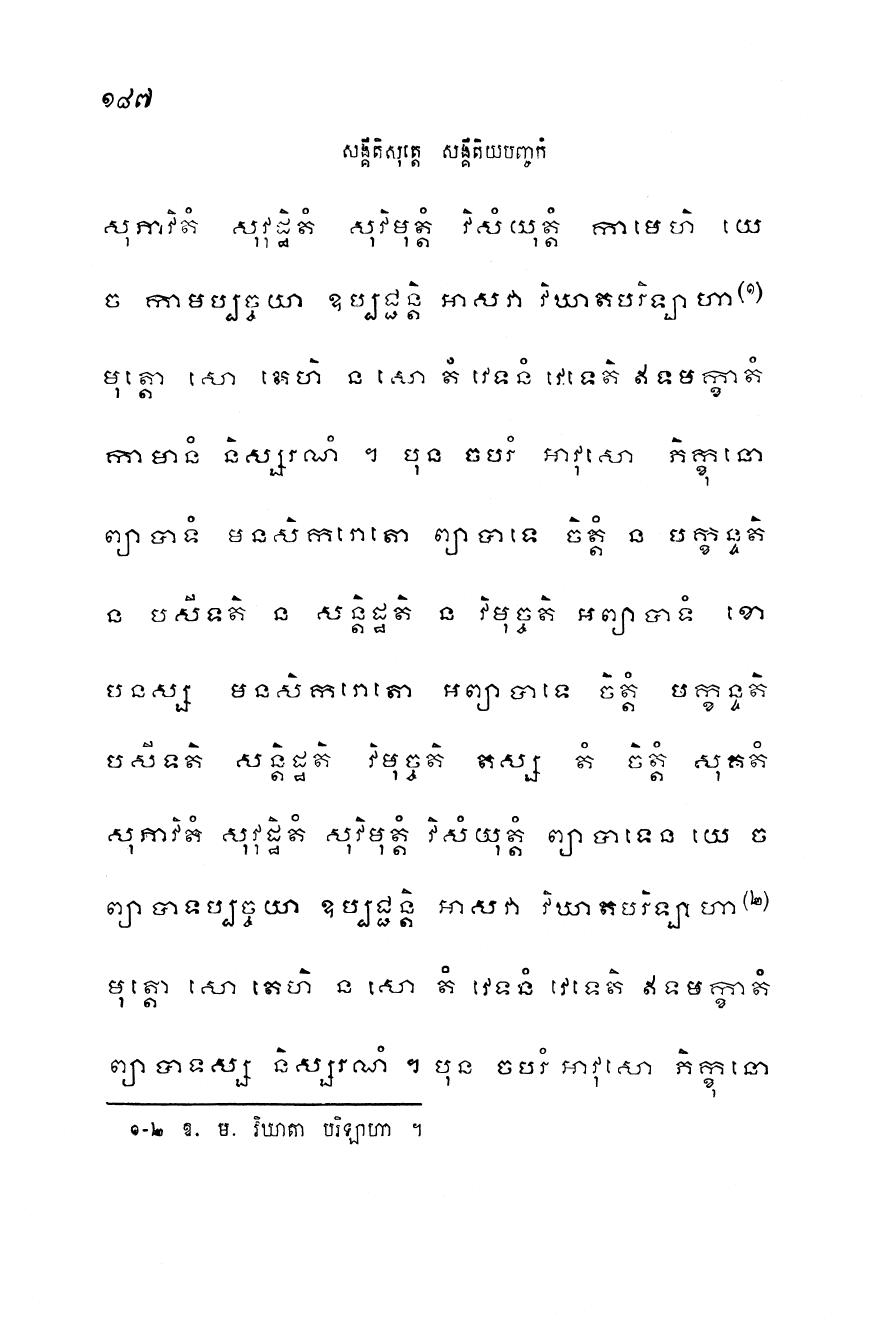 ១៨៧
សង្គីតិសុត្តេ សង្គីតិយបញ្ចកំ
សុភាវិតំ សុវុដ្ឋិតំ សុវិមុត្តំ វិសំយុត្តំ កាមេហិ យេ
ច កាមប្បច្ចយា ឧប្បជ្ជន្តិ អាសវា វិឃាតបរិឡាហា(១)
មុត្តោ សោ តេហិ ន សោ តំ វេទនំ វេទេតិ ឥទមក្ខាតំ
កាមានំ និស្សរណំ ។ បុន ចបរំ អាវុសោ ភិក្ខុនោ
ព្យាបាទំ មនសិករោតោ ព្យាបាទេ ចិត្តំ ន បក្ខន្ទតិ
ន បសីទតិ ន សន្តិដ្ឋតិ ន វិមុច្ចតិ អព្យាបាទំ ខោ
បនស្ស មនសិករោតោ អព្យាបាទេ ចិត្តំ បក្ខន្ទតិ
បសីទតិ សន្តិដ្ឋតិ វិមុច្ចតិ តស្ស តំ ចិត្តំ សុគតំ
សុភាវិតំ សុវុដ្ឋិតំ សុវិមុត្តំ វិសំយុត្តំ ព្យាបាទេន យេ ច
ព្យាបាទប្បច្ចយា ឧប្បជ្ជន្តិ អាសវា វិឃាតបរិឡាហា(២)
មុត្តោ សោ តេហិ ន សោ តំ វេទនំ វេទេតិ ឥទមក្ខាតំ
ព្យាបាទស្ស និស្សរណំ ។ បុន ចបរំ អាវុសោ ភិក្ខុនោ
១-២ ឱ. ម. វិឃាតា បរិឡាហា ។